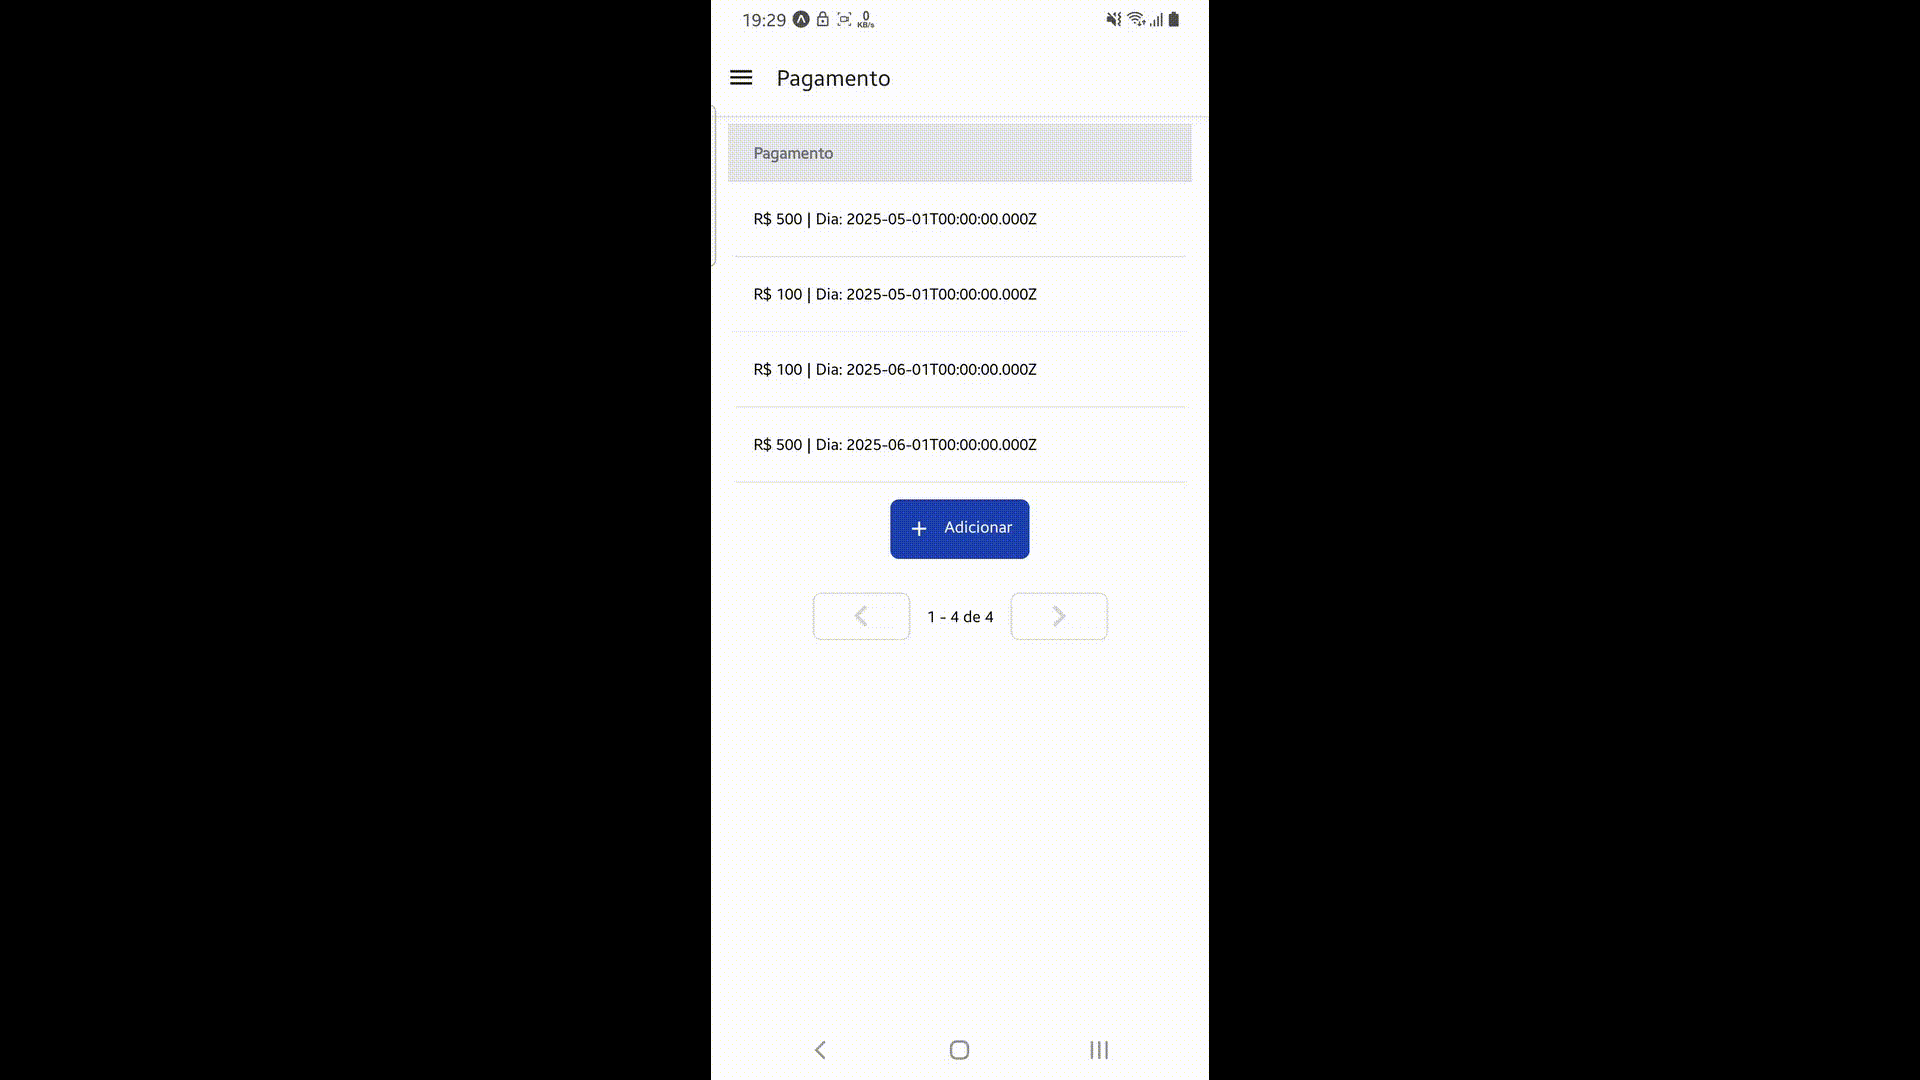 19:29 0 KB/s
Pagamento
Pagamento
R$ 500 | Dia: 2025-05-01T00:00:00.000Z
R$ 100 | Dia: 2025-05-01T00:00:00.000Z
R$ 100 | Dia: 2025-06-01T00:00:00.000Z
R$ 500 | Dia: 2025-06-01T00:00:00.000Z
+ Adicionar
1 - 4 de 4